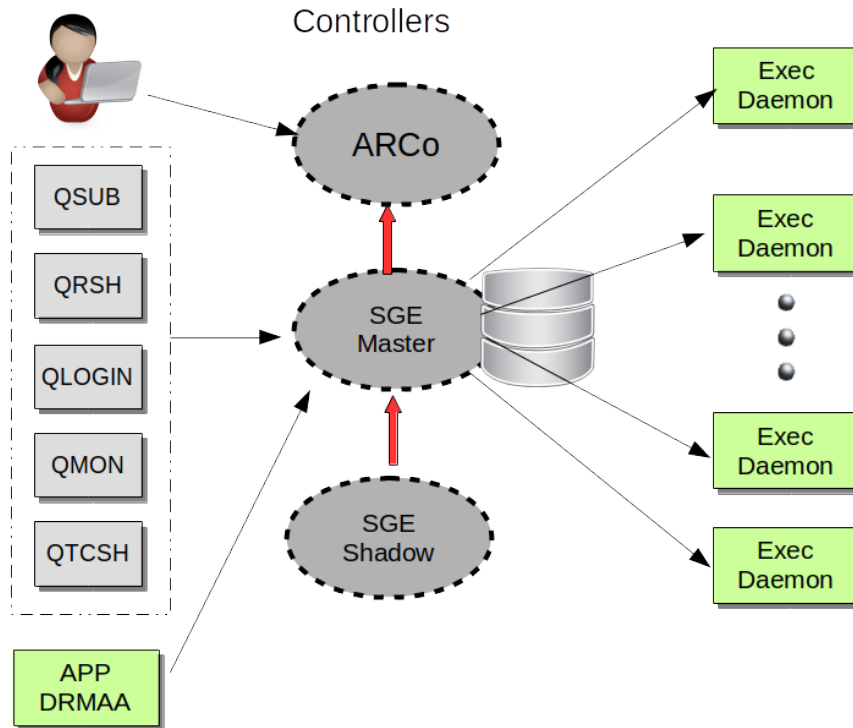 Controllers
ARCo
QSUB
QRSH
QLOGIN
QMON
QTCSH
APP
DRMAA
SGE
Master
SGE
Shadow
Exec
Daemon
Exec
Daemon
Exec
Daemon
Exec
Daemon